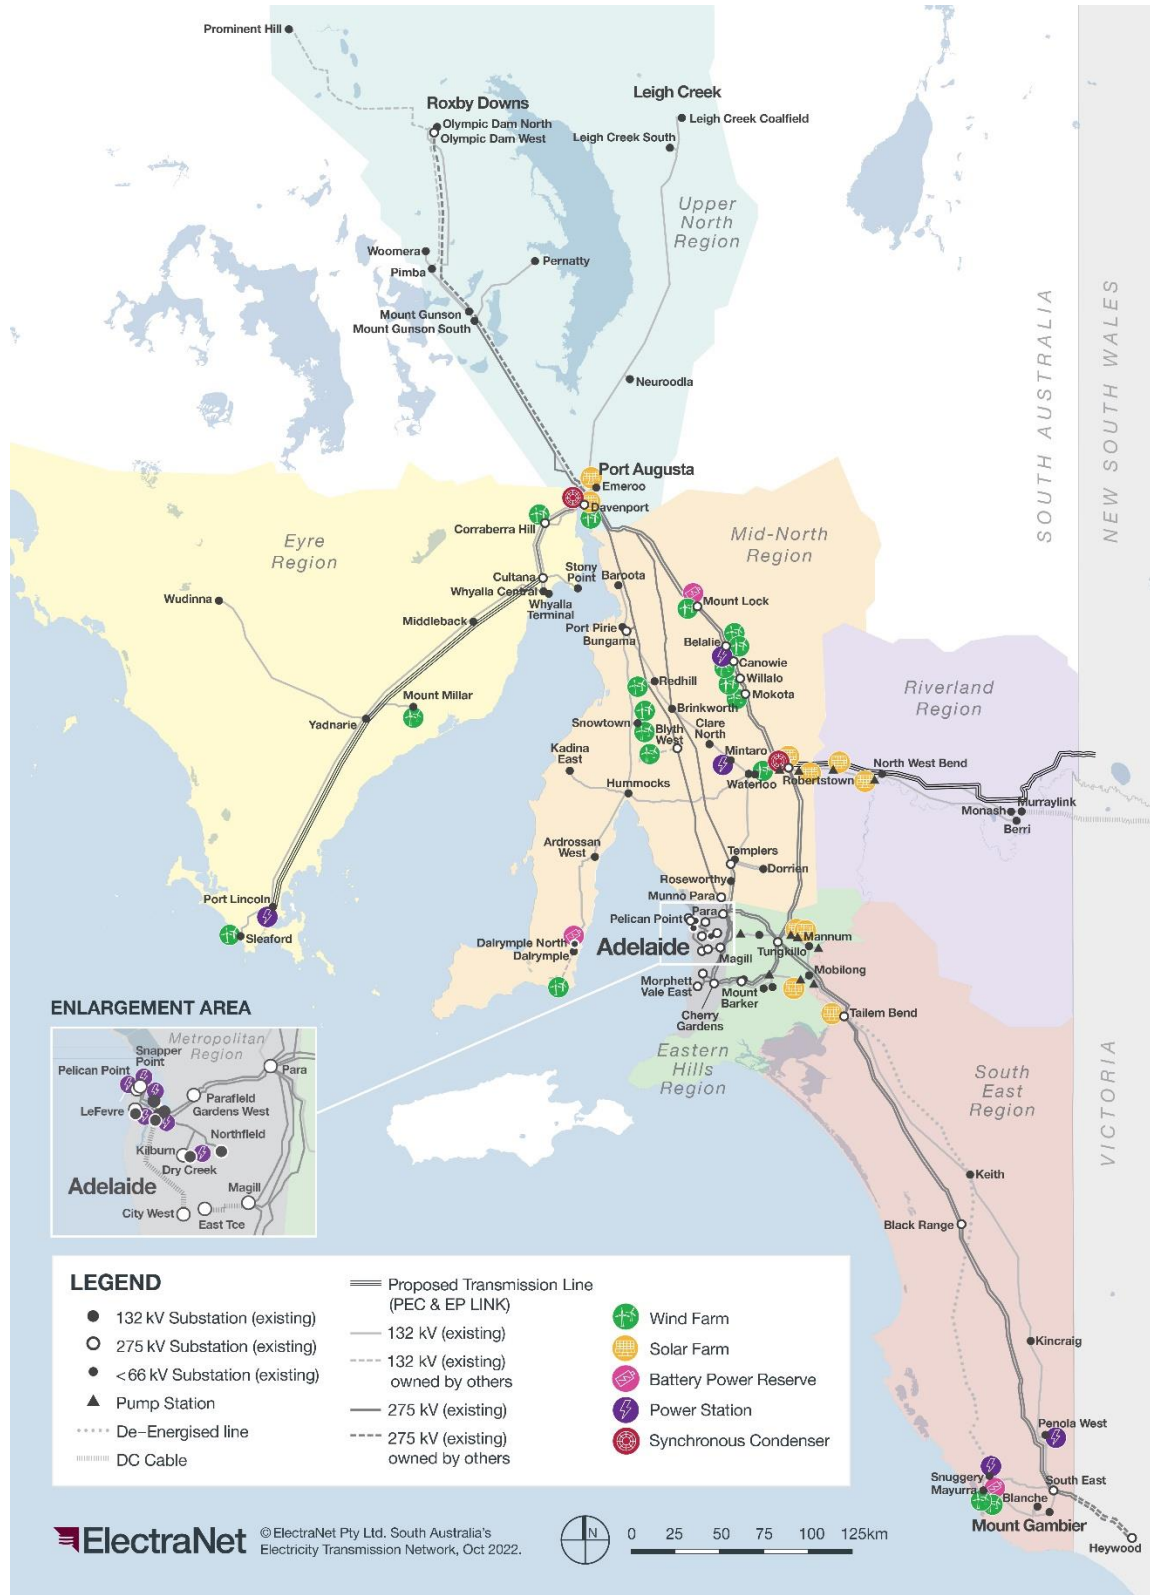 Prominent Hill
Roxby Downs
Olympic Dam North
Olympic Dam West
Leigh Creek
Leigh Creek Coalfield
Leigh Creek South
Upper
North
Region
Woomera
Pimba
Pernatty
Mount Gunson
Mount Gunson South
Neuroodla
SOUTH AUSTRALIA
NEW SOUTH WALES
Port Augusta
Emeroo
Davenport
Corraberra Hill
Eyre
Region
Mid-North
Region
Cultana
Stony
Point
Baroota
Whyalla Central
Whyalla
Terminal
Wudinna
Middleback
Port Pirie
Bungama
Mount Lock
Belalie
Canowie
Willalo
Mokota
Redhill
Mount Millar
Yadnarie
Snowtown
Brinkworth
Blyth
West
Clare
North
Mintaro
Riverland
Region
Kadina
East
Hummocks
Waterloo
Robertstown
North West Bend
Monash
Murraylink
Berri
Ardrossan
West
Templers
Dorrien
Roseworthy
Munno Para
Port Lincoln
Sleaford
Pelican Point
Para
Adelaide
Magill
Tungkillo
Mannum
Dalrymple North
Dalrymple
Mobilong
Morphett
Vale East
Mount
Barker
Cherry
Gardens
Tailem Bend
Eastern
Hills
Region
South
East
Region
VICTORIA
Keith
Black Range
Kincraig
Penola West
Snuggery
Mayurra
Blanche
South East
Mount Gambier
Heywood
ENLARGEMENT AREA
Metropolitan
Region
Snapper
Point
Pelican Point
Para
LeFevre
Parafield
Gardens West
Northfield
Kilburn
Dry Creek
Adelaide
Magill
City West
East Tce
LEGEND
132 kV Substation (existing)
275 kV Substation (existing)
<66 kV Substation (existing)
Pump Station
De-Energised line
DC Cable
Proposed Transmission Line
(PEC & EP LINK)
132 kV (existing)
132 kV (existing)
owned by others
275 kV (existing)
275 kV (existing)
owned by others
Wind Farm
Solar Farm
Battery Power Reserve
Power Station
Synchronous Condenser
ElectraNet
© ElectraNet Pty Ltd. South Australia's
Electricity Transmission Network, Oct 2022.
N
0 25 50 75 100 125km